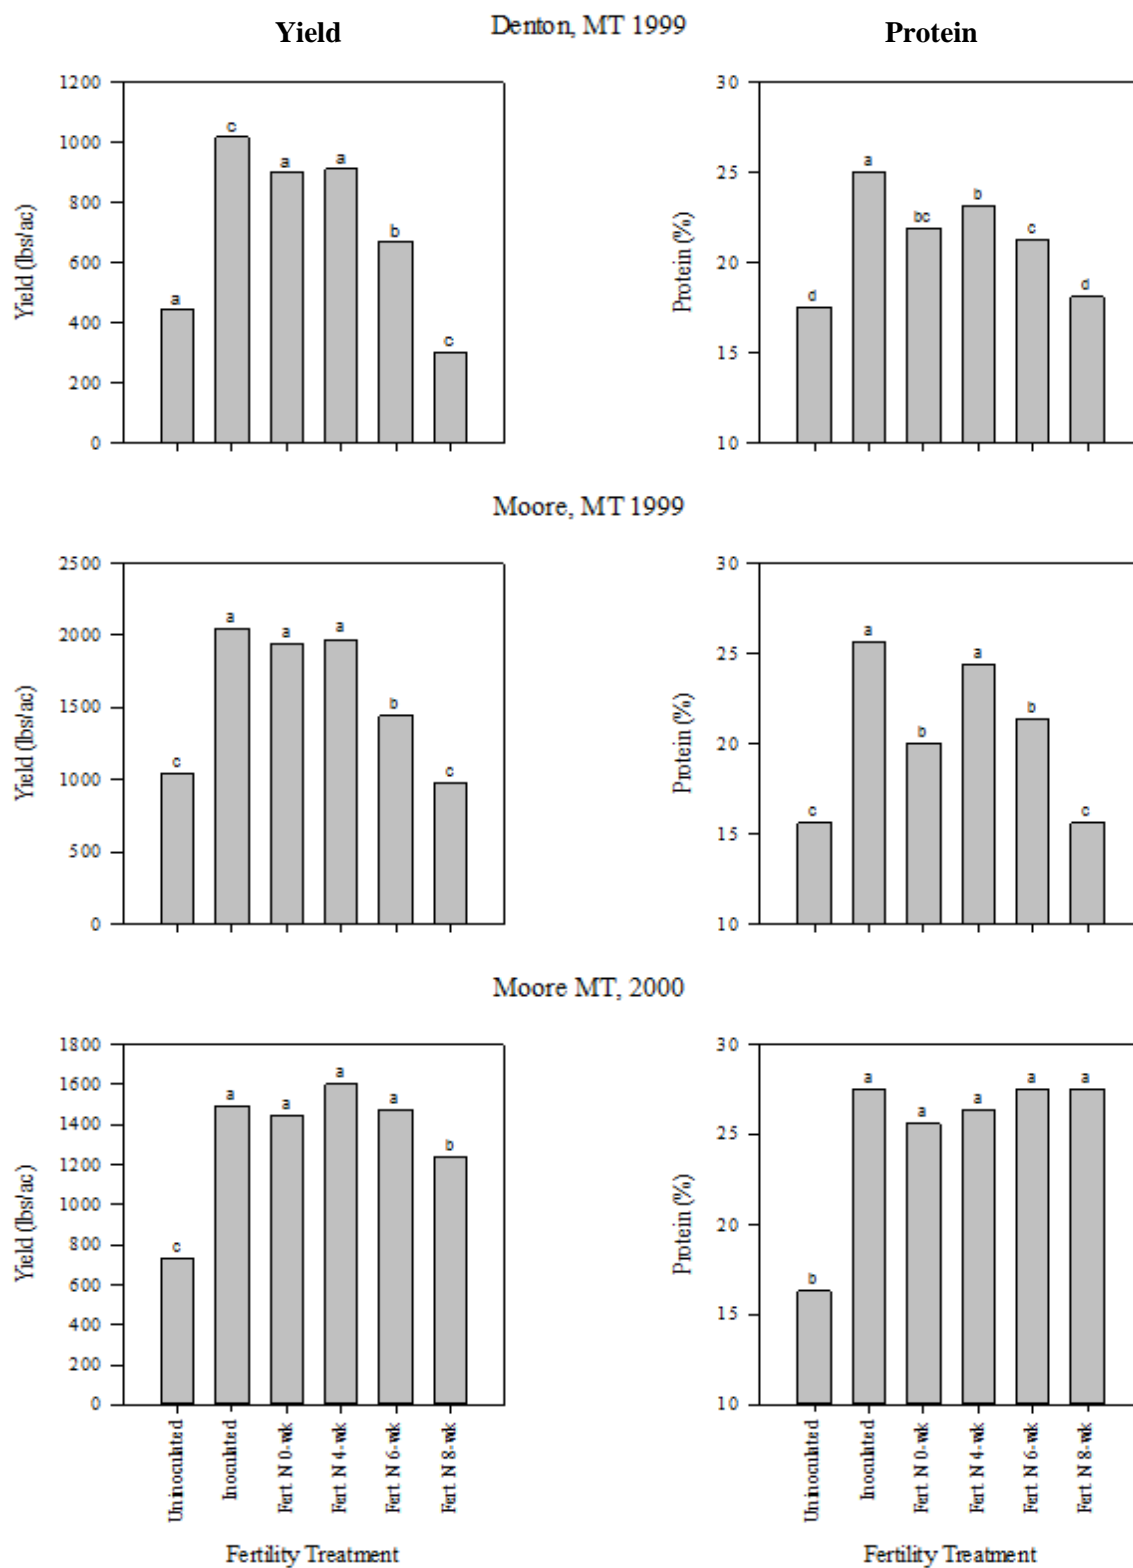 Yield
Denton, MT 1999
Protein
Yield (lbs/ac)
1200
1000
800
600
400
200
0
a
c
a
a
b
c
Protein (%)
30
25
20
15
10
d
a
bc
b
c
d
Moore, MT 1999
Yield (lbs/ac)
2500
2000
1500
1000
500
0
c
a
a
a
b
c
Protein (%)
30
25
20
15
10
c
a
b
a
b
c
Moore MT, 2000
Yield (lbs/ac)
1800
1600
1400
1200
1000
800
600
400
200
0
c
a
a
a
a
b
Uninoculated
Inoculated
Fert. N 0-wk
Fert. N 4-wk
Fert. N 6-wk
Fert. N 8-wk
Fertility Treatment
Protein (%)
30
25
20
15
10
b
a
a
a
a
a
Uninoculated
Inoculated
Fert. N 0-wk
Fert. N 4-wk
Fert. N 6-wk
Fert. N 8-wk
Fertility Treatment